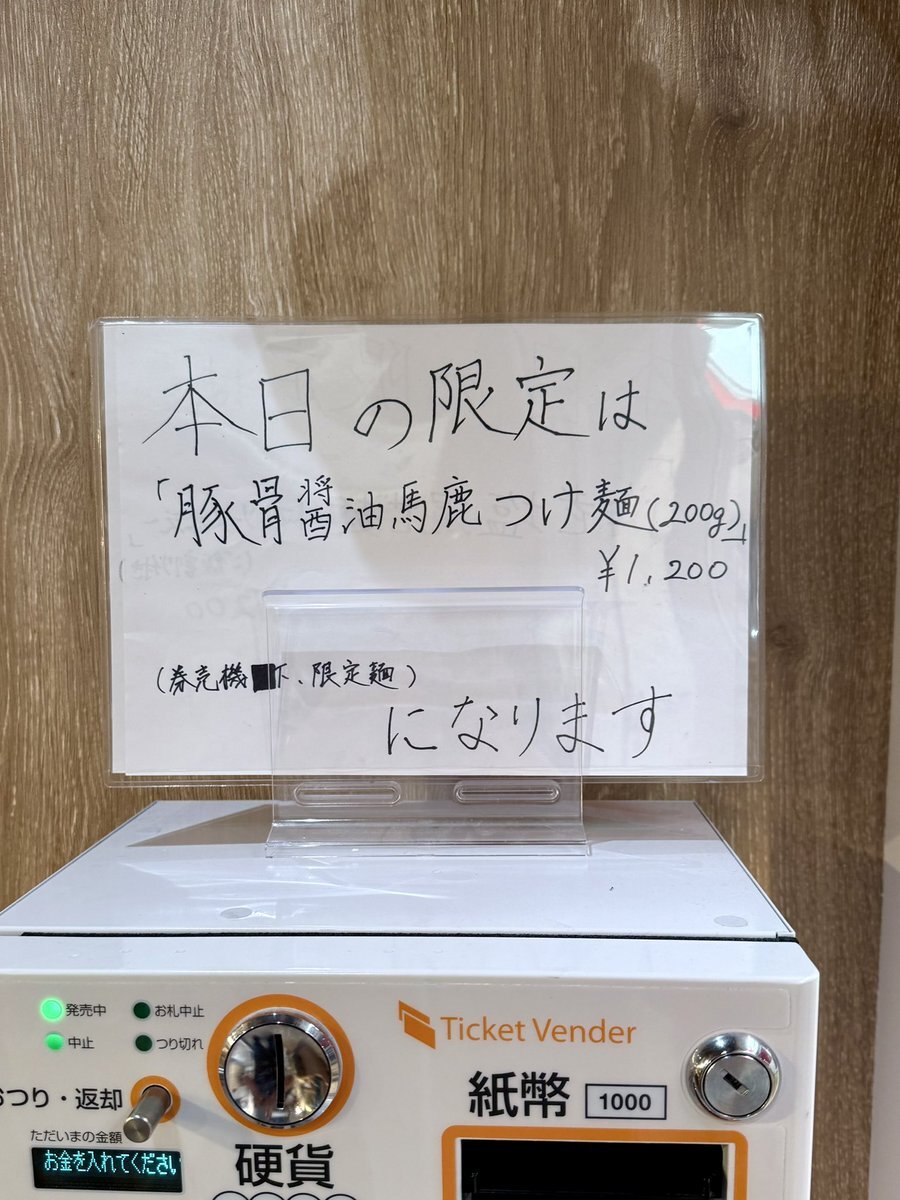 本日の限定は
「豚骨醤油馬鹿つけ麺(200g)」
¥1,200
(券売機 下、限定麺)
になります
発売中
お札中止
中止
つり切れ
おつり・返却
ただいまの金額
お金を入れてください
硬貨
Ticket Vender
紙幣
1000